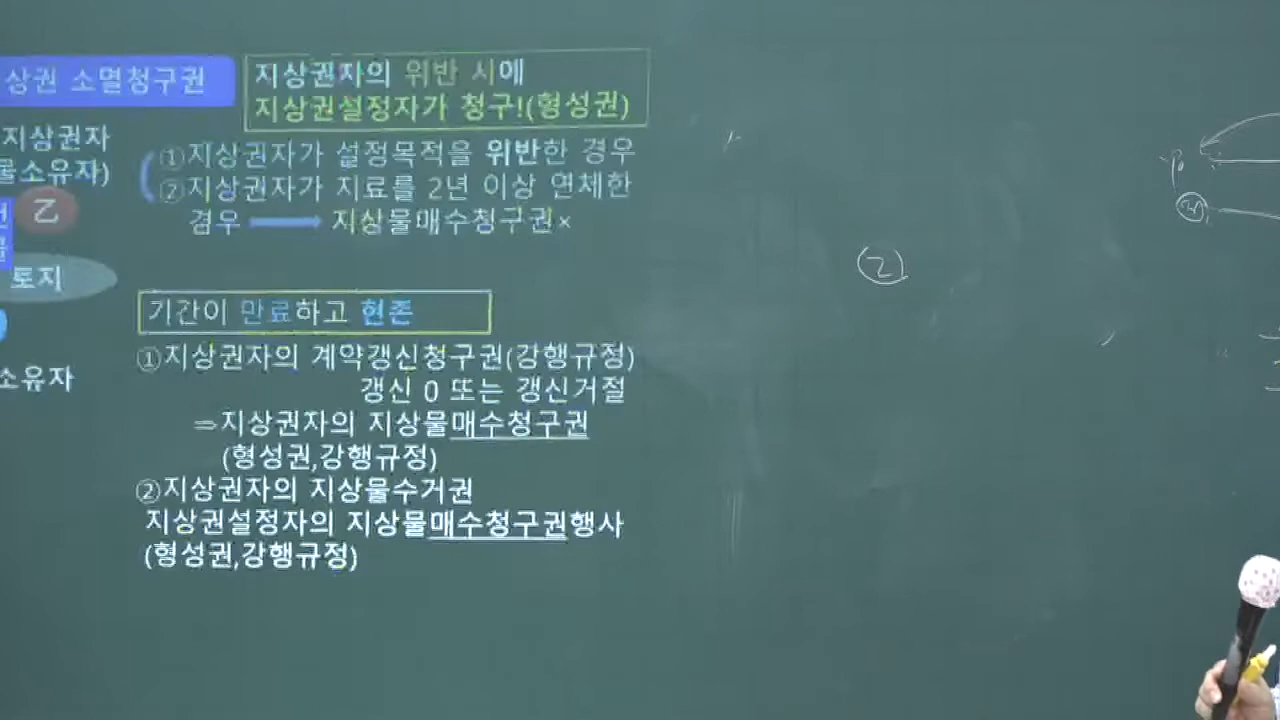 상권 소멸청구권
지상권자의 위반 시에
지상권설정자가 청구!(형성권)
지상권자
물소유자)
乙
토지
소유자
①지상권자가 설정목적을 위반한 경우
②지상권자가 지료를 2년 이상 연체한
경우 → 지상물매수청구권×
기간이 만료하고 현존
①지상권자의 계약갱신청구권(강행규정)
갱신 0 또는 갱신거절
⇒지상권자의 지상물매수청구권
(형성권,강행규정)
②지상권자의 지상물수거권
지상권설정자의 지상물매수청구권행사
(형성권,강행규정)
②